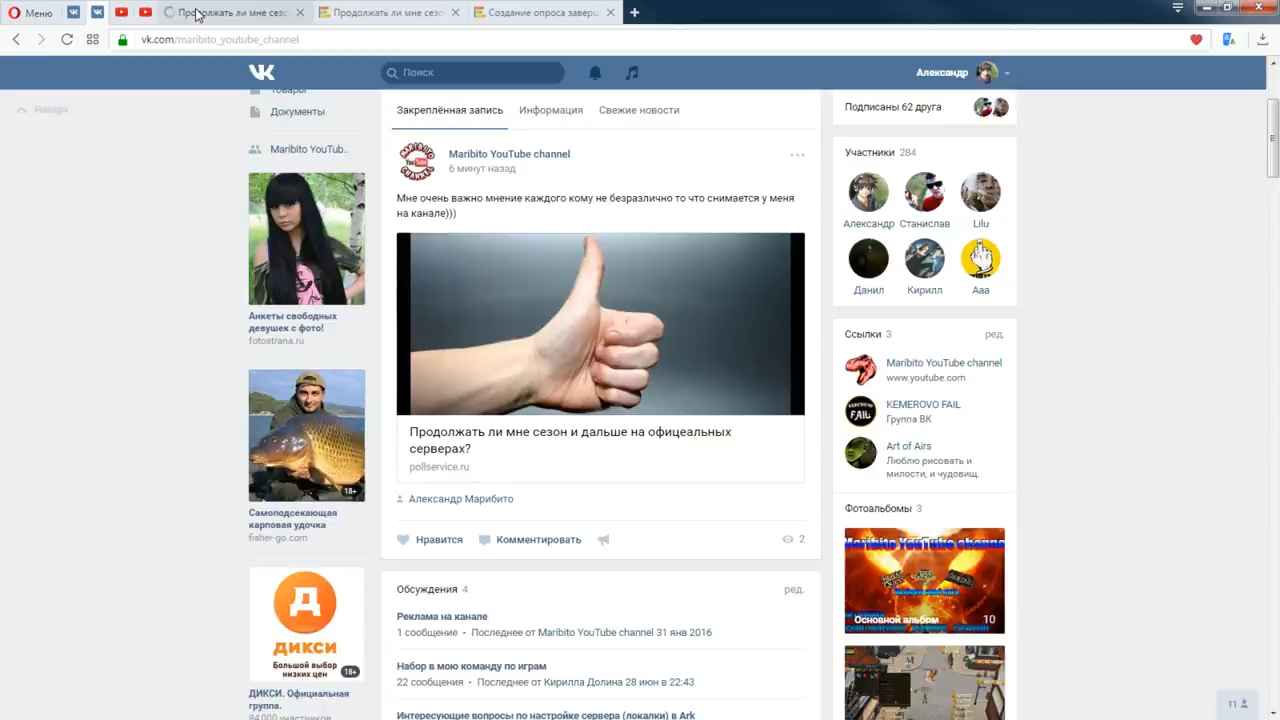 Меню
Продолжать ли мне сезо
Продолжать ли мне сезо
Создание опроса заверш
vk.com/maribito_youtube_channel
Поиск
Александр
Наверх
Товары
Документы
Maribito YouTub..
Анкеты свободных
девушек с фото!
fotostrana.ru
18+
Самоподсекающая
карповая удочка
fisher-go.com
ДИКСИ
Большой выбор
низких цен
18+
ДИКСИ. Официальная
группа.
94 000 участников
Закреплённая запись
Информация
Свежие новости
Maribito YouTube channel
6 минут назад
Мне очень важно мнение каждого кому не безразлично то что снимается у меня
на канале)))
Продолжать ли мне сезон и дальше на официальных
серверах?
pollservice.ru
Александр Марибито
Нравится
Комментировать
2
Обсуждения 4
ред.
Реклама на канале
1 сообщение • Последнее от Maribito YouTube channel 31 янв 2016
Набор в мою команду по играм
22 сообщения • Последнее от Кирилла Долина 28 июн в 22:43
Интересующие вопросы по настройке сервера (локалки) в Ark
Подписаны 62 друга
Участники 284
Александр
Станислав
Lilu
Данил
Кирилл
Ааа
Ссылки 3
ред.
Maribito YouTube channel
www.youtube.com
KEMEROVO FAIL
Группа ВК
Art of Airs
Люблю рисовать и
милости, и чудовищ.
Фотоальбомы 3
Maribito YouTube channe
Основной альбом
10
11